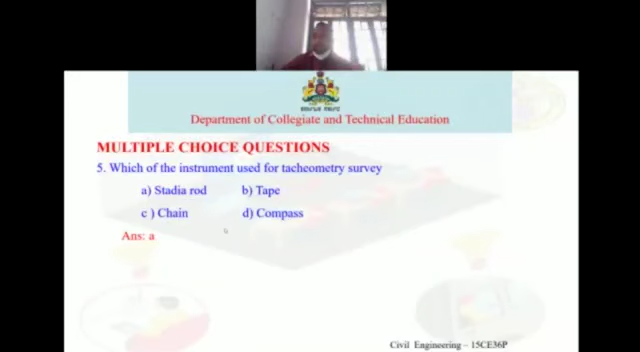 Department of Collegiate and Technical Education
MULTIPLE CHOICE QUESTIONS
5. Which of the instrument used for tacheometry survey
a) Stadia rod b) Tape
c ) Chain d) Compass
Ans: a
Civil Engineering – 15CE36P